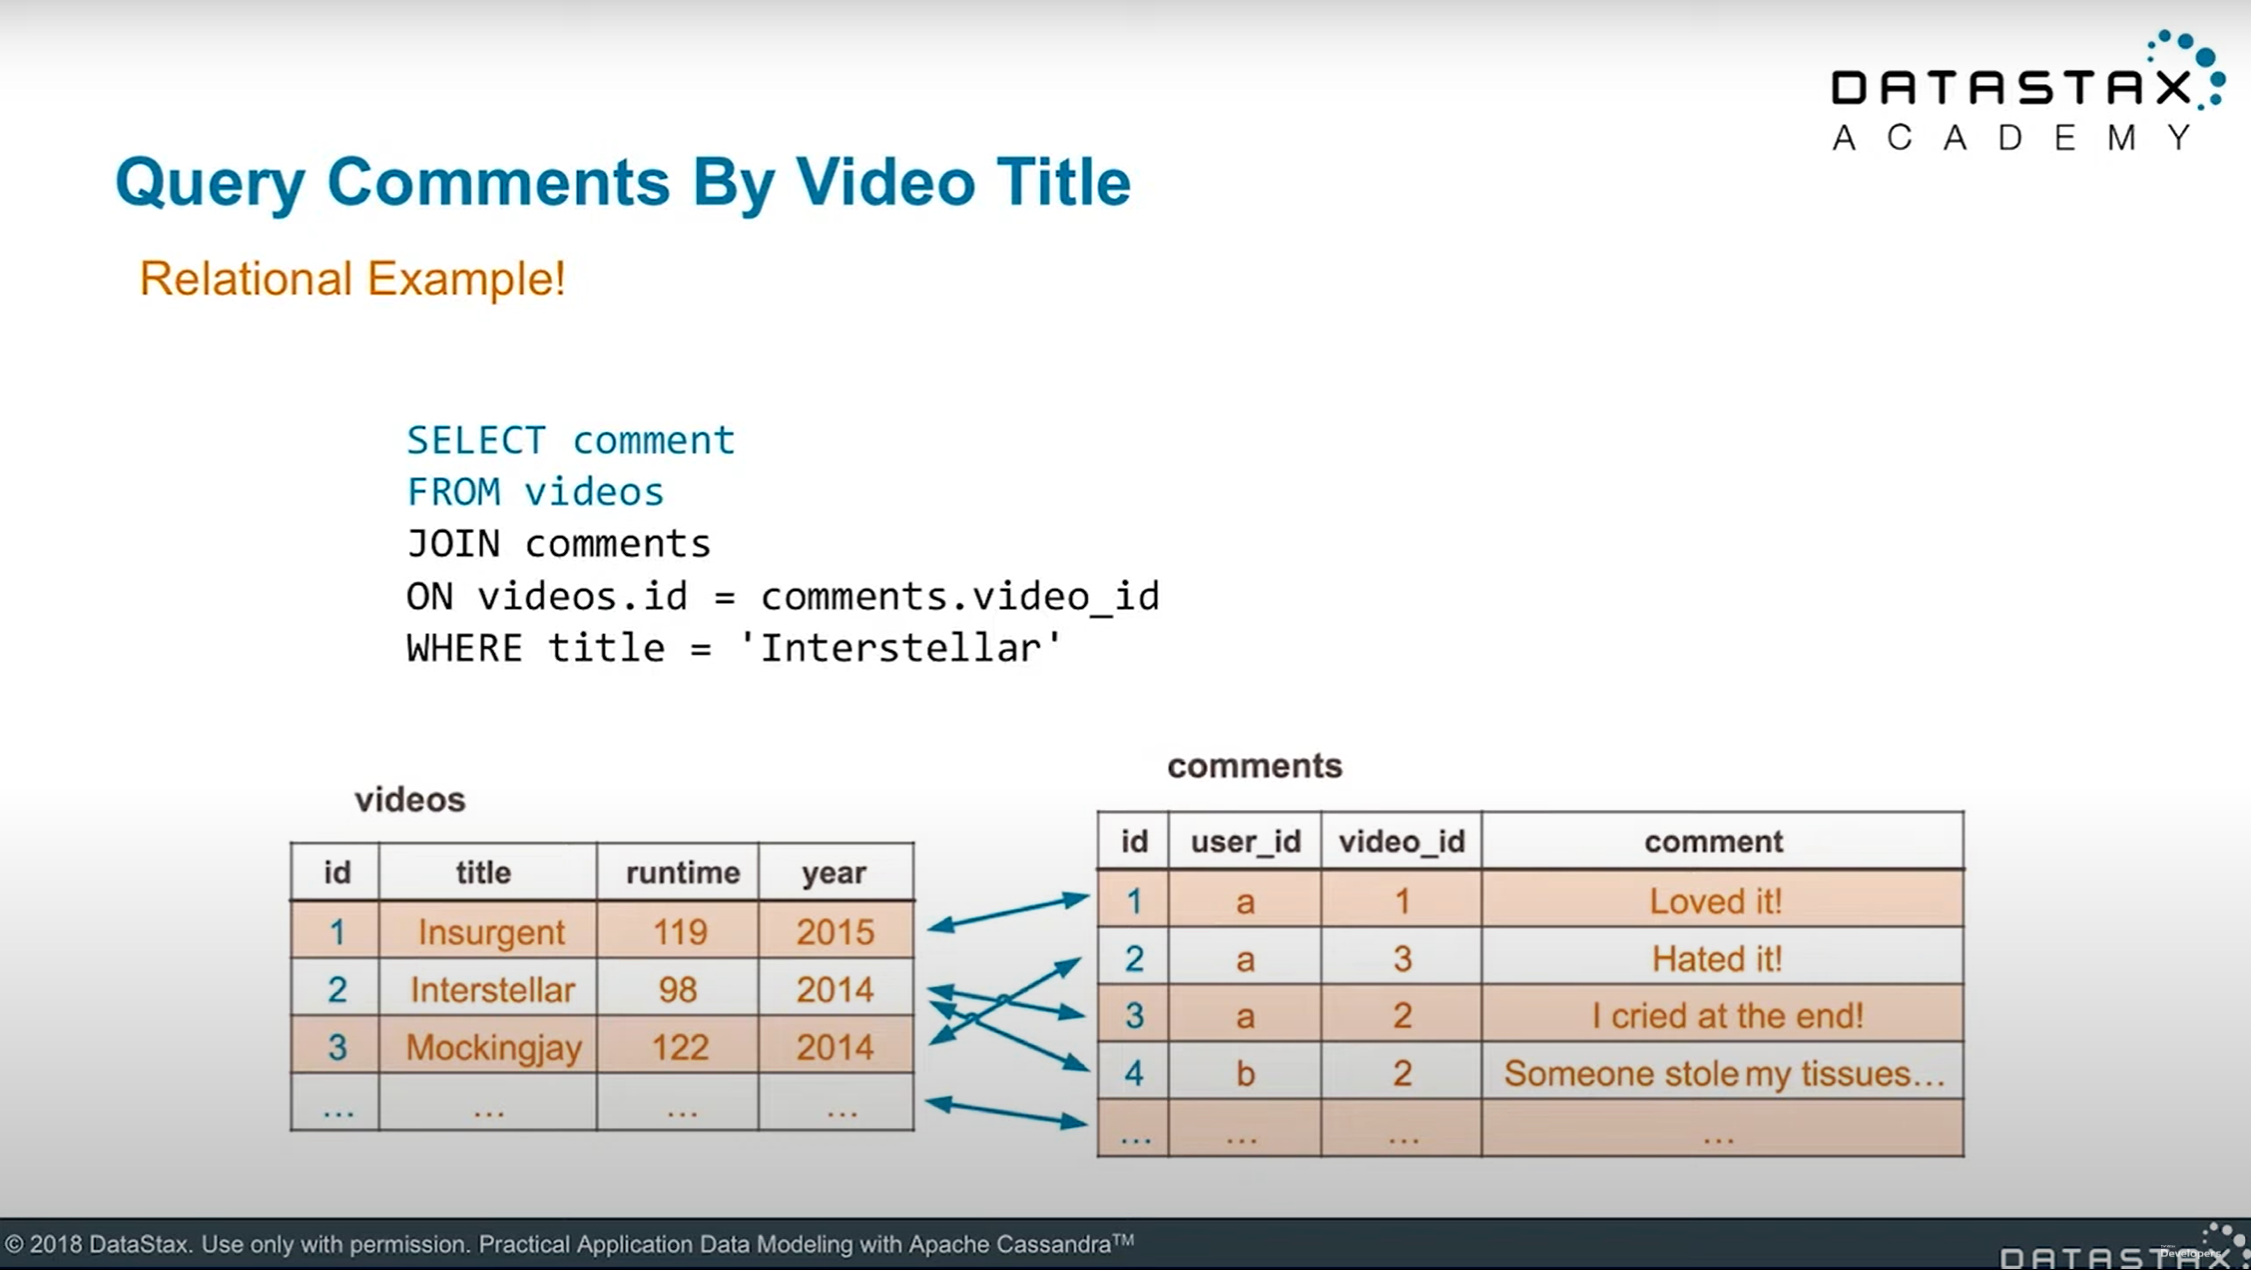 DATASTAX
ACADEMY
Query Comments By Video Title
Relational Example!
SELECT comment
FROM videos
JOIN comments
ON videos.id = comments.video_id
WHERE title = 'Interstellar'
videos
id title runtime year
1 Insurgent 119 2015
2 Interstellar 98 2014
3 Mockingjay 122 2014
... ... ... ...
comments
id user_id video_id comment
1 a 1 Loved it!
2 a 3 Hated it!
3 a 2 I cried at the end!
4 b 2 Someone stole my tissues...
... ... ... ...
© 2018 DataStax. Use only with permission. Practical Application Data Modeling with Apache Cassandra™
DATASTAX
Developers